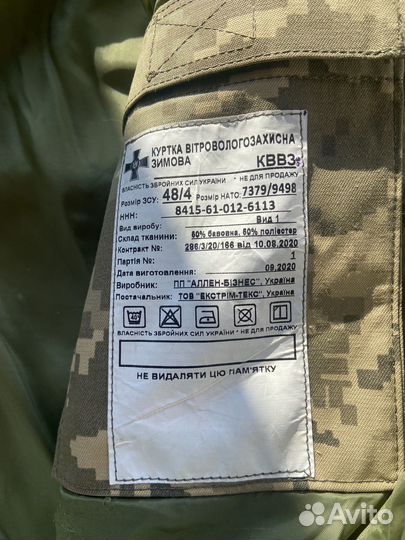 КУРТКА ВІТРОВОЛОГОЗАХИСНА
ЗИМОВА КВВЗ
ВЛАСНІСТЬ ЗБРОЙНИХ СИЛ УКРАЇНИ * НЕ ДЛЯ ПРОДАЖУ
Розмір ЗСУ: 48/4 Розмір НАТО: 7379/9498
ННН: 8415-61-012-6113
Вид виробу: Вид 1
Склад тканини: 50% бавовна, 50% поліестер
Контракт №: 286/3/20/166 від 10.08.2020
Партія №: 1
Дата виготовлення: 09.2020
Виробник: ПП "АЛЛЕН-БІЗНЕС", Україна
Постачальник: ТОВ "ЕКСТРІМ-ТЕКС", Україна
40°
ВЛАСНІСТЬ ЗБРОЙНИХ СИЛ УКРАЇНИ * НЕ ДЛЯ ПРОДАЖУ
НЕ ВИДАЛЯТИ ЦЮ ПАМ'ЯТКУ
Avito